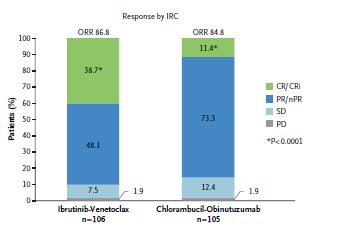 Response by IRC
ORR 86.8
ORR 84.8
100
90
80
70
60
50
40
30
20
10
0
Patients (%)
38.7*
48.1
7.5
1.9
11.4*
73.3
12.4
1.9
CR/CRi
PR/nPR
SD
PD
*P<0.0001
Ibrutinib-Venetoclax
n=106
Chlorambucil-Obinutuzumab
n=105